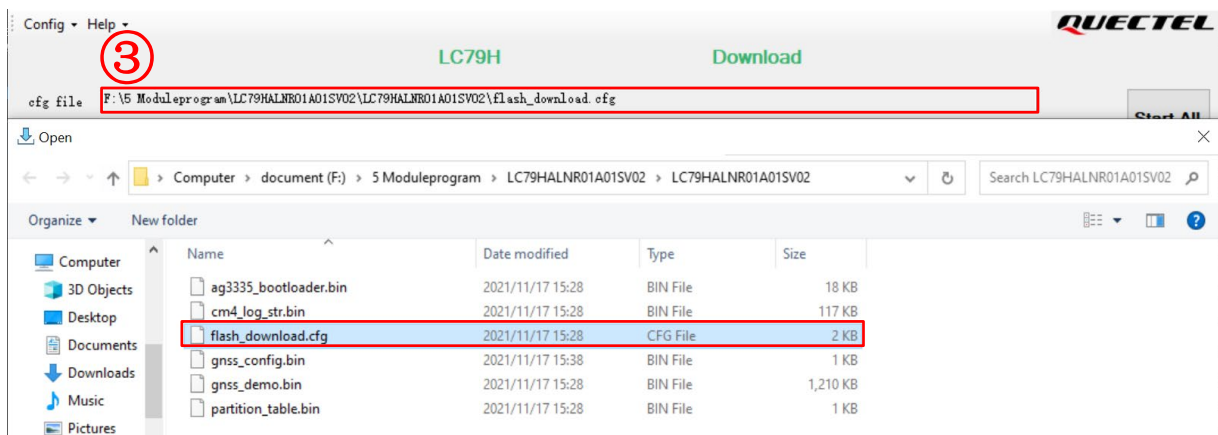 Config Help
QUECTEL
③
LC79H Download
cfg file F:\5 Moduleprogram\LC79HALNR01A01SV02\LC79HALNR01A01SV02\flash_download.cfg
Start All
Open
Computer > document (F:) > 5 Moduleprogram > LC79HALNR01A01SV02 > LC79HALNR01A01SV02
Search LC79HALNR01A01SV02
Organize New folder
Name Date modified Type Size
Computer
3D Objects
Desktop
Documents
Downloads
Music
Pictures
ag3335_bootloader.bin 2021/11/17 15:28 BIN File 18 KB
cm4_log_str.bin 2021/11/17 15:28 BIN File 117 KB
flash_download.cfg 2021/11/17 15:28 CFG File 2 KB
gnss_config.bin 2021/11/17 15:38 BIN File 1 KB
gnss_demo.bin 2021/11/17 15:28 BIN File 1,210 KB
partition_table.bin 2021/11/17 15:28 BIN File 1 KB